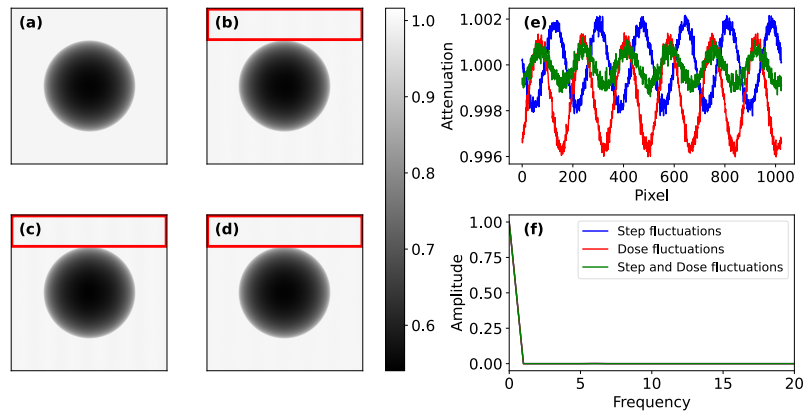 (a)
(b)
(c)
(d)
1.0
0.9
0.8
0.7
0.6
(e)
1.002
1.000
0.998
0.996
Attenuation
0
200
400
600
800
1000
Pixel
(f)
Step fluctuations
Dose fluctuations
Step and Dose fluctuations
1.00
0.75
0.50
0.25
0.00
Amplitude
0
5
10
15
20
Frequency